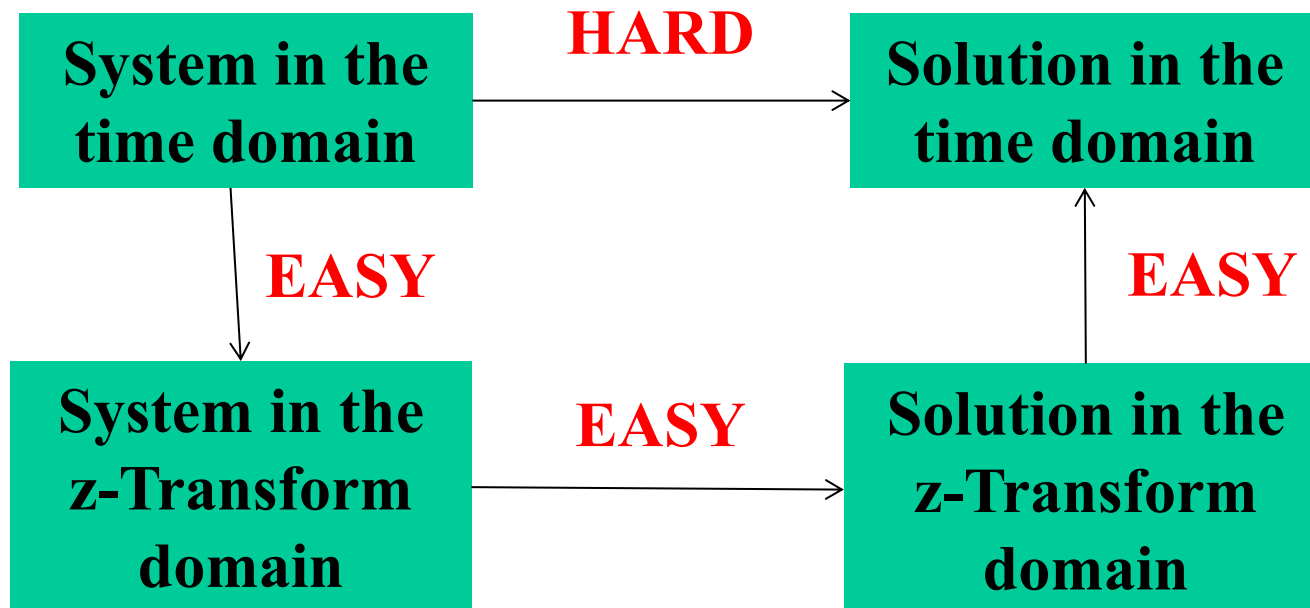 System in the
time domain
HARD
Solution in the
time domain
EASY
EASY
System in the
z-Transform
domain
EASY
Solution in the
z-Transform
domain